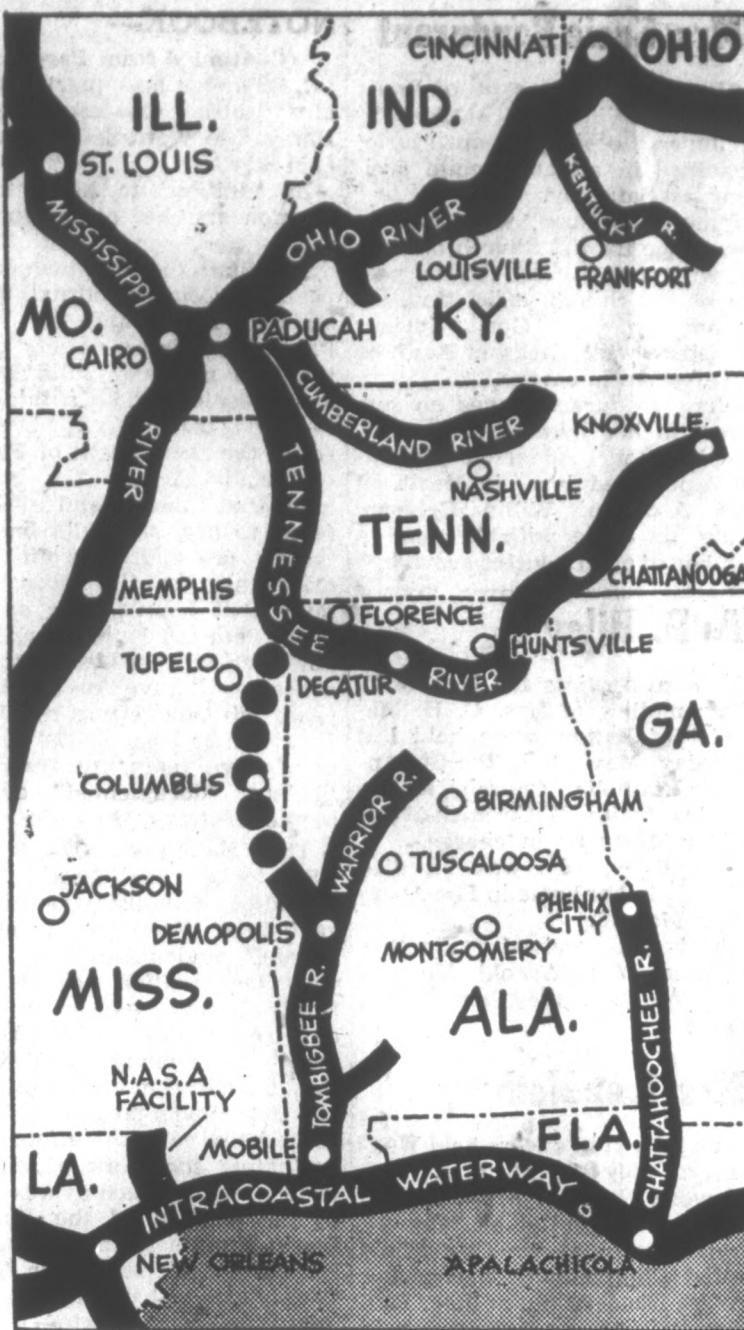 CINCINNATI
OHIO
ILL.
IND.
ST. LOUIS
MISSISSIPPI
RIVER
OHIO RIVER
KENTUCKY R.
LOUISVILLE
FRANKFORT
MO.
PADUCAH
KY.
CAIRO
CUMBERLAND RIVER
KNOXVILLE
NASHVILLE
TENNESSEE
RIVER
TENN.
MEMPHIS
CHATTANOOGA
FLORENCE
HUNTSVILLE
TUPELO
DECATUR
GA.
COLUMBUS
WARRIOR R.
BIRMINGHAM
TUSCALOOSA
JACKSON
PHENIX
CITY
DEMOPOLIS
MONTGOMERY
MISS.
TOMBIGBEE R.
ALA.
CHATTAHOOCHEE R.
N.A.S.A
FACILITY
MOBILE
FLA.
LA.
INTRACOASTAL WATERWAY
NEW ORLEANS
APALACHICOLA